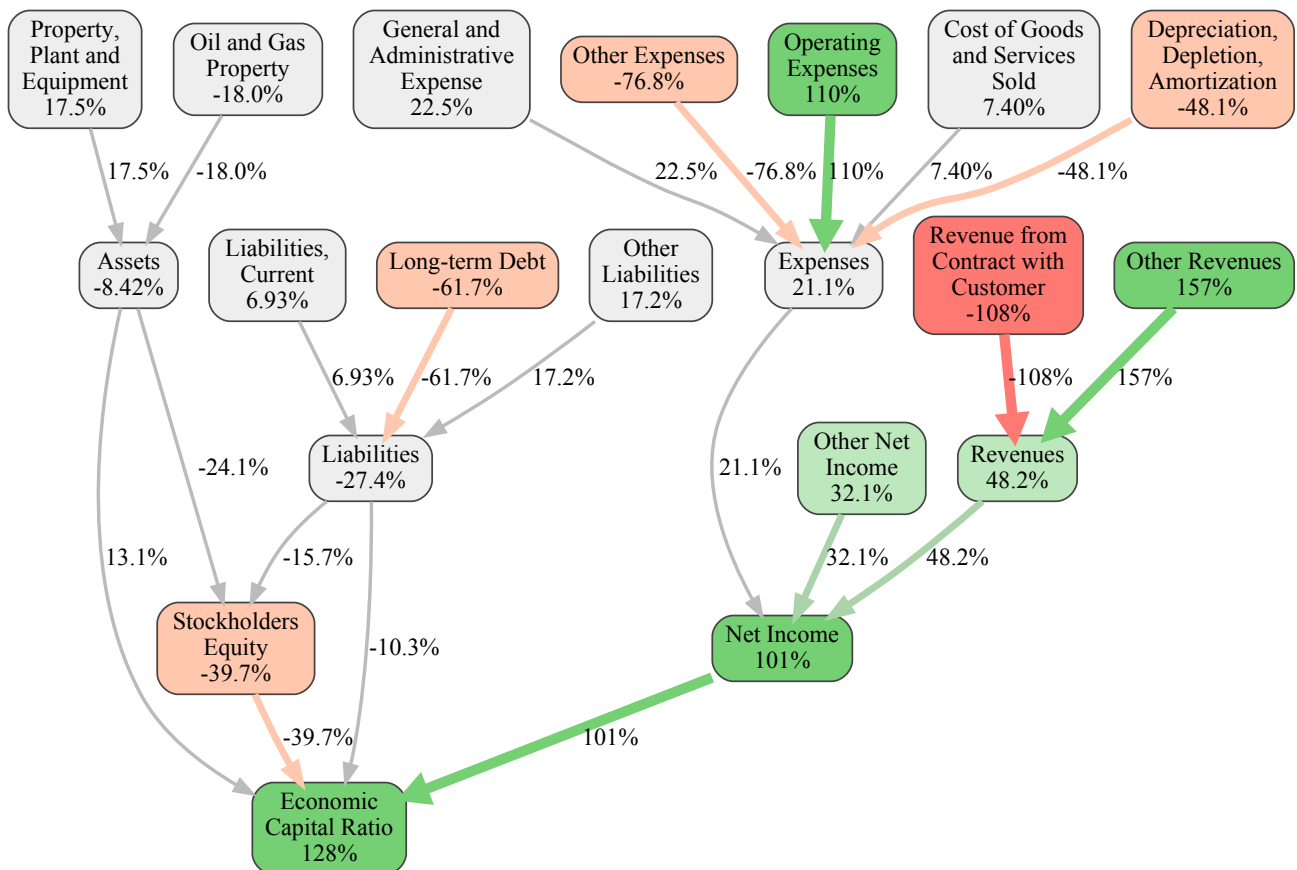 Property,
Plant and
Equipment
17.5%
Oil and Gas
Property
-18.0%
General and
Administrative
Expense
22.5%
Other Expenses
-76.8%
Operating
Expenses
110%
Cost of Goods
and Services
Sold
7.40%
Depreciation,
Depletion,
Amortization
-48.1%
17.5%
-18.0%
22.5%
-76.8%
110%
7.40%
-48.1%
Assets
-8.42%
Liabilities,
Current
6.93%
Long-term Debt
-61.7%
Other
Liabilities
17.2%
Expenses
21.1%
Revenue from
Contract with
Customer
-108%
Other Revenues
157%
6.93%
-61.7%
17.2%
-108%
157%
Liabilities
-27.4%
Other Net
Income
32.1%
Revenues
48.2%
-24.1%
21.1%
13.1%
-15.7%
32.1%
48.2%
Stockholders
Equity
-39.7%
-10.3%
Net Income
101%
-39.7%
101%
Economic
Capital Ratio
128%